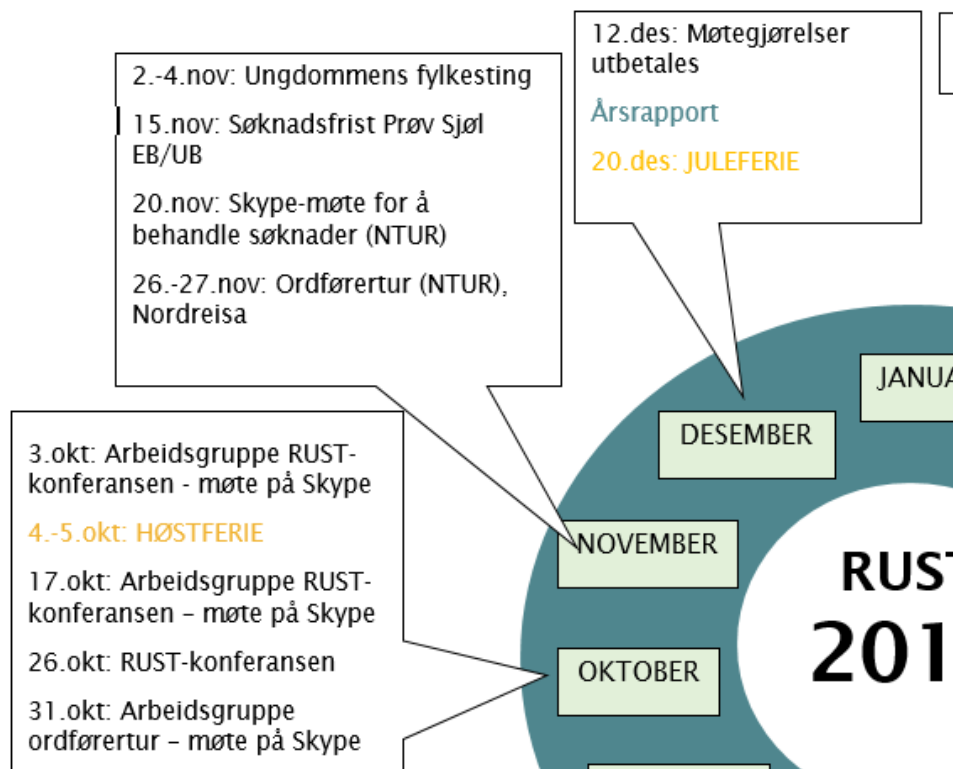 12.des: Møtegjørelser
utbetales
Årsrapport
20.des: JULEFERIE
2.-4.nov: Ungdommens fylkesting
15.nov: Søknadsfrist Prøv Sjøl
EB/UB
20.nov: Skype-møte for å
behandle søknader (NTUR)
26.-27.nov: Ordførertur (NTUR),
Nordreisa
3.okt: Arbeidsgruppe RUST-
konferansen - møte på Skype
4.-5.okt: HØSTFERIE
17.okt: Arbeidsgruppe RUST-
konferansen – møte på Skype
26.okt: RUST-konferansen
31.okt: Arbeidsgruppe
ordførertur – møte på Skype
JANUA
DESEMBER
NOVEMBER
OKTOBER
RUST
201